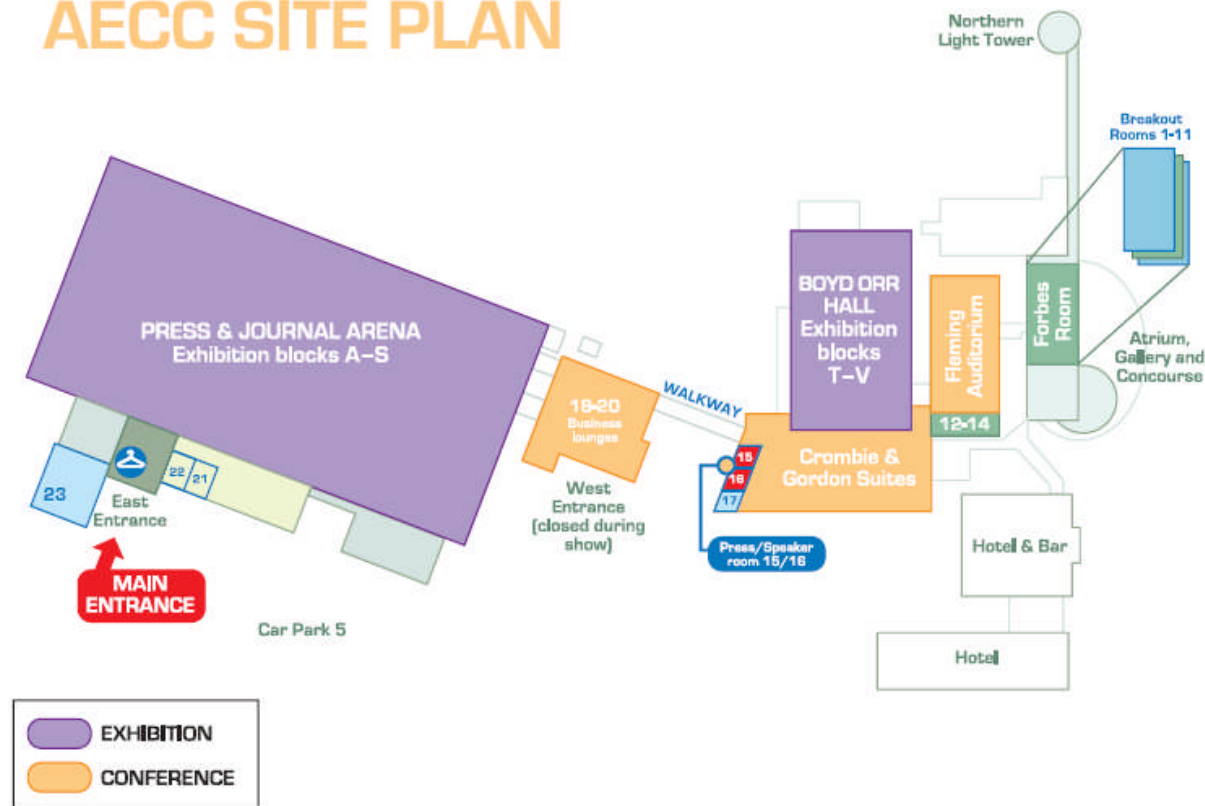 AECC SITE PLAN
Northern
Light Tower
Breakout
Rooms 1-11
PRESS & JOURNAL ARENA
Exhibition blocks A–S
BOYD ORR
HALL
Exhibition
blocks
T–V
Fleming
Auditorium
Forbes
Room
Atrium,
Gallery and
Concourse
WALKWAY
18-20
Business
lounges
12-14
15
16
17
Crombie &
Gordon Suites
23
22
21
East
Entrance
West
Entrance
(closed during
show)
Press/Speaker
room 15/16
Hotel & Bar
MAIN
ENTRANCE
Car Park 5
Hotel
EXHIBITION
CONFERENCE